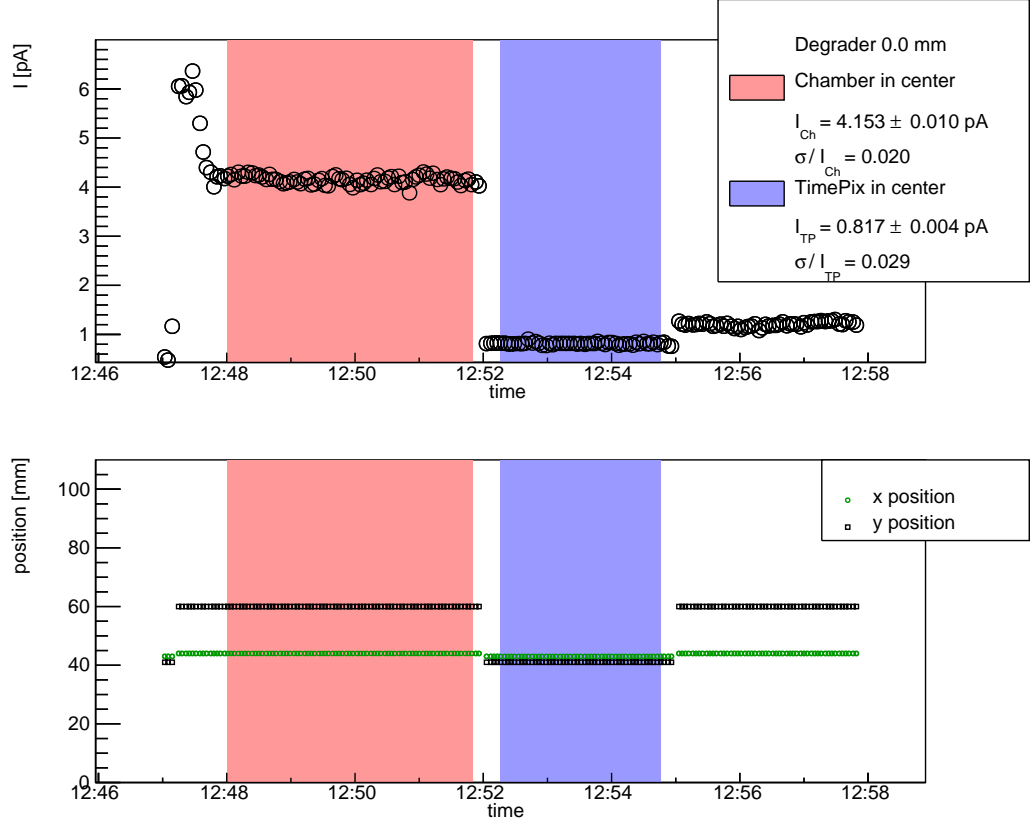 I [pA]
6
5
4
3
2
1
12:46 12:48 12:50 12:52 12:54 12:56 12:58
time
Degrader 0.0 mm
Chamber in center
I_Ch = 4.153 ± 0.010 pA
σ/ I_Ch = 0.020
TimePix in center
I_TP = 0.817 ± 0.004 pA
σ/ I_TP = 0.029
position [mm]
100
80
60
40
20
0
12:46 12:48 12:50 12:52 12:54 12:56 12:58
time
x position
y position